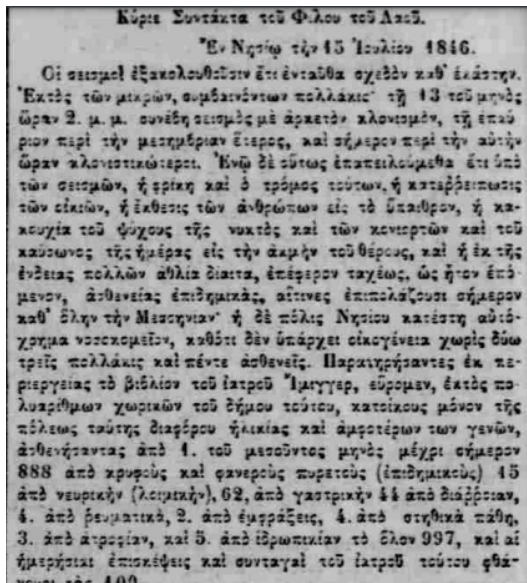 Κύριε Συντάκτα τοῦ Φίλου τοῦ Λαοῦ.
Ἐν Νησίῳ τὴν 15 Ἰουλίου 1846.
Οἱ σεισμοὶ ἐξακολουθοῦσιν ἔτι ἐνταῦθα σχεδὸν καθ' ἑκάστην.
Ἐκτὸς τῶν μικρῶν, συμβαινόντων πολλάκις· τῇ 13 τοῦ μηνὸς
ὥραν 2. μ. μ. συνέβη σεισμὸς μὲ ἀρκετὸν κλονισμὸν, τῇ ἐπαύ
ριον περὶ τὴν μεσημβρίαν ἕτερος, καὶ σήμερον περὶ τὴν αὐτὴν
ὥραν κλονιστικώτεροι. Ἐνῷ δὲ οὕτως ἐπαπειλούμεθα ἔτι ὑπὸ
τῶν σεισμῶν, ἡ φρίκη καὶ ὁ τρόμος τούτων, ἡ κατεῤῥείπωσις
τῶν οἰκιῶν, ἡ ἔκθεσις τῶν ἀνθρώπων εἰς τὸ ὕπαιθρον, ἡ κα-
κουχία τοῦ ψύχους τῆς νυκτὸς καὶ τῶν κονιορτῶν καὶ τοῦ
καύσωνος τῆς ἡμέρας εἰς τὴν ἀκμὴν τοῦ θέρους, καὶ ἡ ἐκ τῆς
ἐνδείας πολλῶν ἀθλία δίαιτα, ἐπέφερον ταχέως, ὡς ἦτον ἑπό-
μενον, ἀσθενείας ἐπιδημικὰς, αἵτινες ἐπιπολάζουσι σήμερον
καθ' ὅλην τὴν Μεσσηνίαν· ἡ δὲ πόλις Νησίου κατέστη αὐτό-
χρημα νοσοκομεῖον, καθότι δὲν ὑπάρχει οἰκογένεια χωρὶς δύω
τρεῖς πολλάκις καὶ πέντε ἀσθενεῖς. Παρατηρήσαντες ἐκ πε-
ριεργείας τὸ βιβλίον τοῦ ἰατροῦ Ἴμιγγερ, εὕρομεν, ἐκτὸς πο-
λυαρίθμων χωρικῶν τοῦ δήμου τούτου, κατοίκους μόνον τῆς
πόλεως ταύτης διαφόρου ἡλικίας καὶ ἀμφοτέρων των γενῶν,
ἀσθενήσαντας ἀπὸ 1. τοῦ μεσοῦντος μηνὸς μέχρι σήμερον
888 ἀπὸ κρυφοὺς καὶ φανεροὺς πυρετοὺς (ἐπιδημικοὺς) 15
ἀπὸ νευρικὴν (λοιμικὴν), 62, ἀπὸ γαστρικὴν 44 ἀπὸ διάῤῥοιαν,
4. ἀπὸ ῥευματικὰ, 2. ἀπὸ ἐμφράξεις, 4. ἀπὸ στηθικὰ πάθη,
3. ἀπὸ ἀτροφίαν, καὶ 5. ἀπὸ ἱδρωπικίαν τὸ ὅλον 997, καὶ αἱ
ἡμερήσιαι ἐπισκέψεις καὶ συνταγαὶ τοῦ ἰατροῦ τούτου φθά-